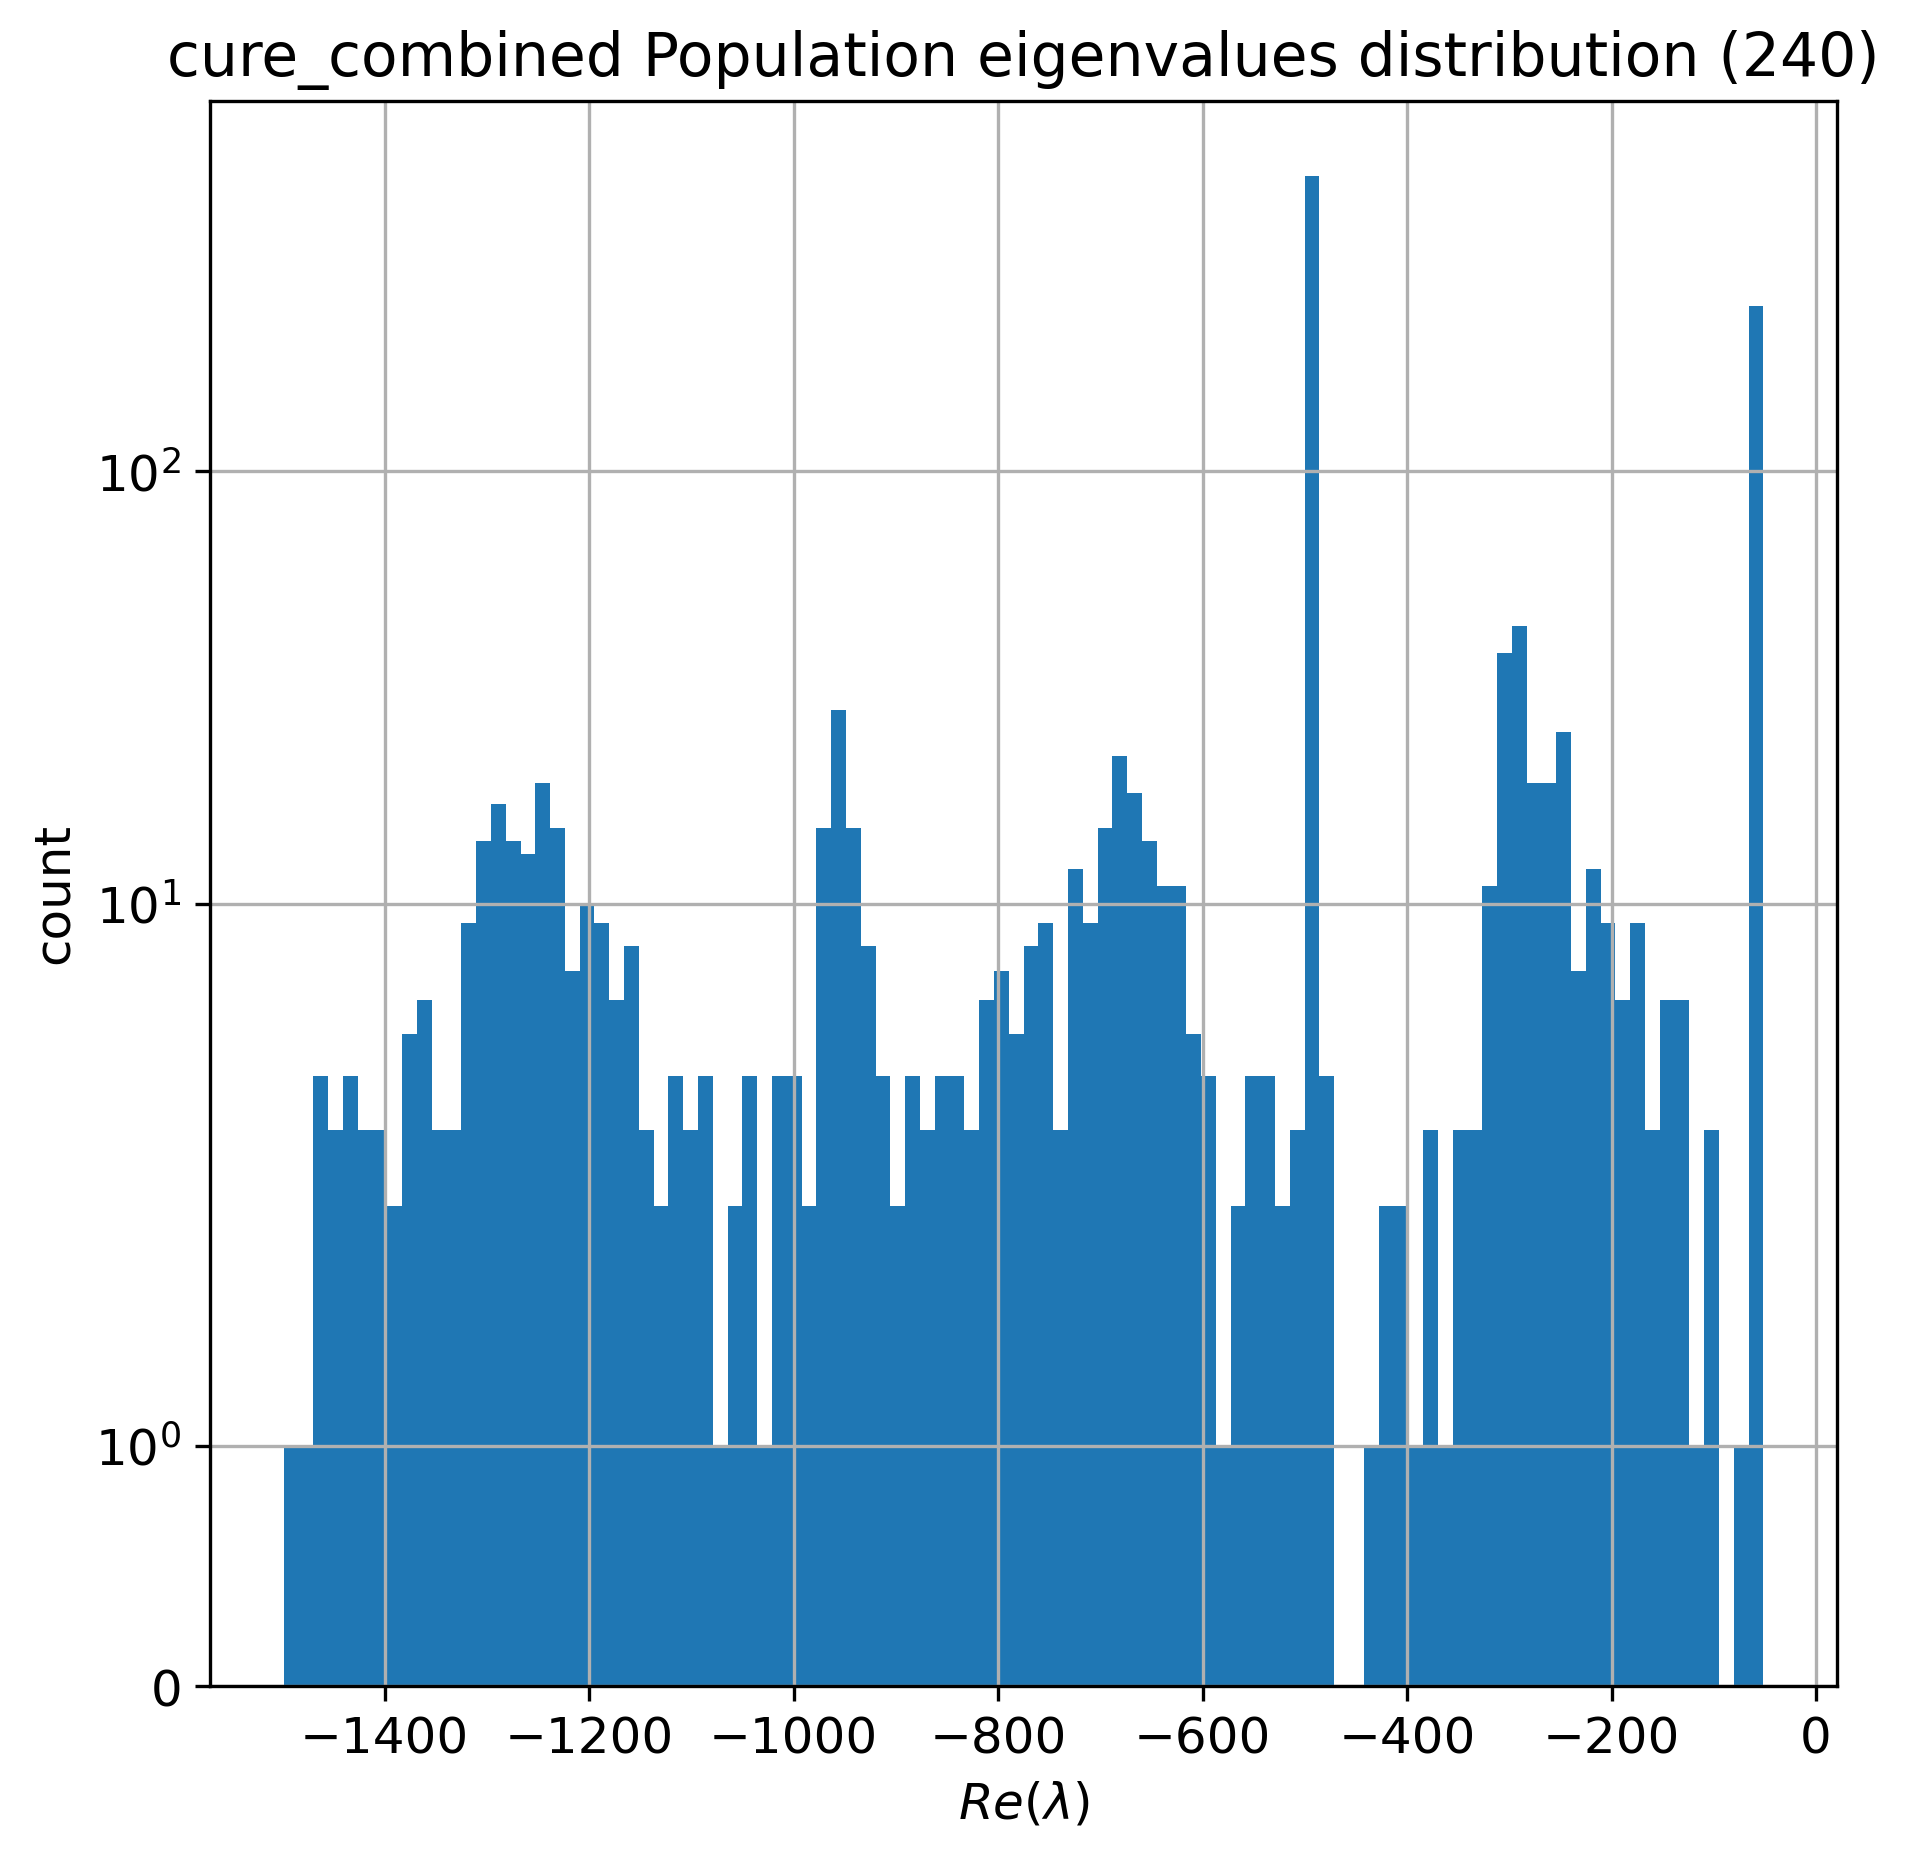 cure_combined Population eigenvalues distribution (240)
count
10²
10¹
10⁰
0
−1400 −1200 −1000 −800 −600 −400 −200 0
Re(λ)